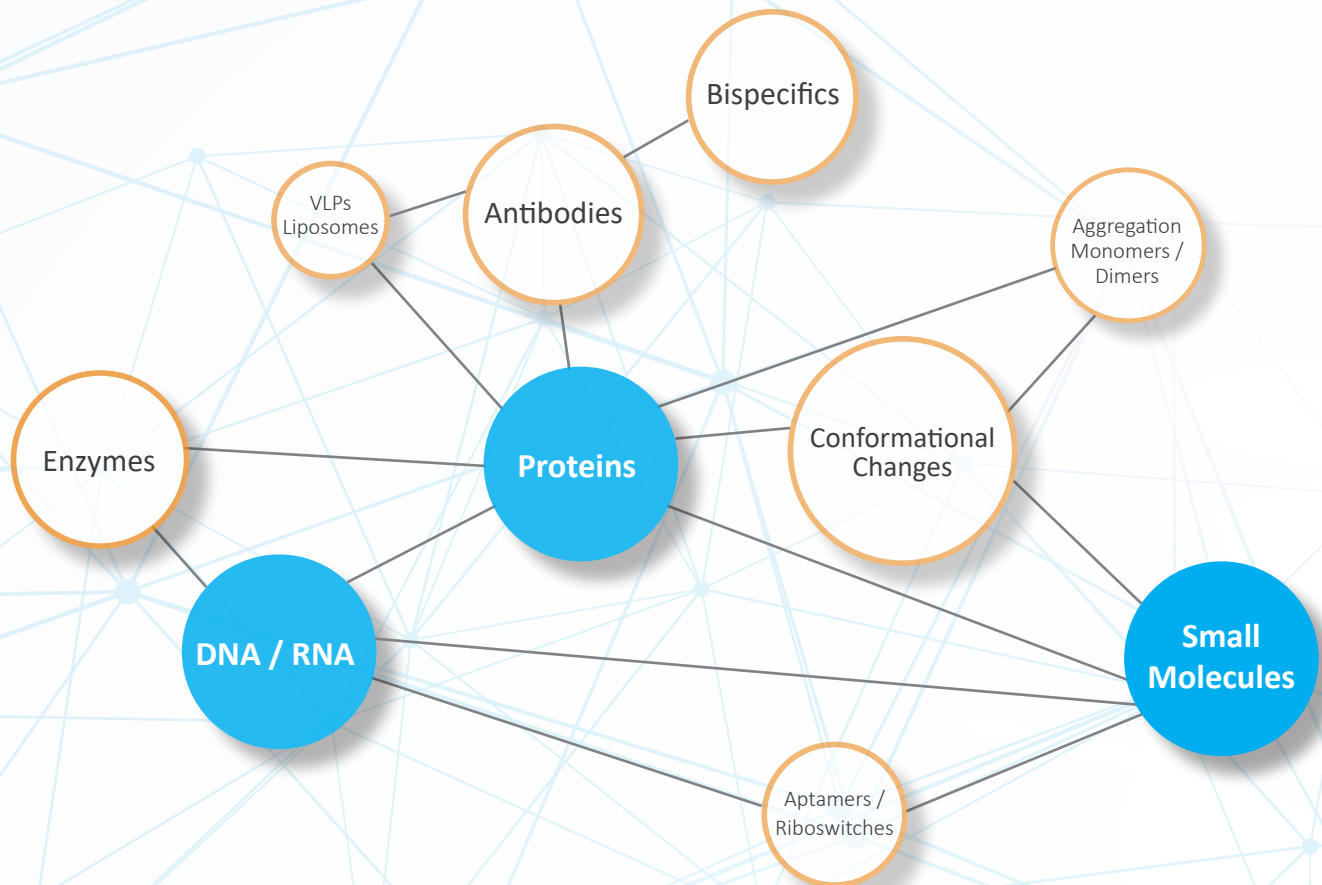 Bispecifics
VLPs
Liposomes
Antibodies
Aggregation
Monomers /
Dimers
Enzymes
Proteins
Conformational
Changes
DNA / RNA
Small
Molecules
Aptamers /
Riboswitches